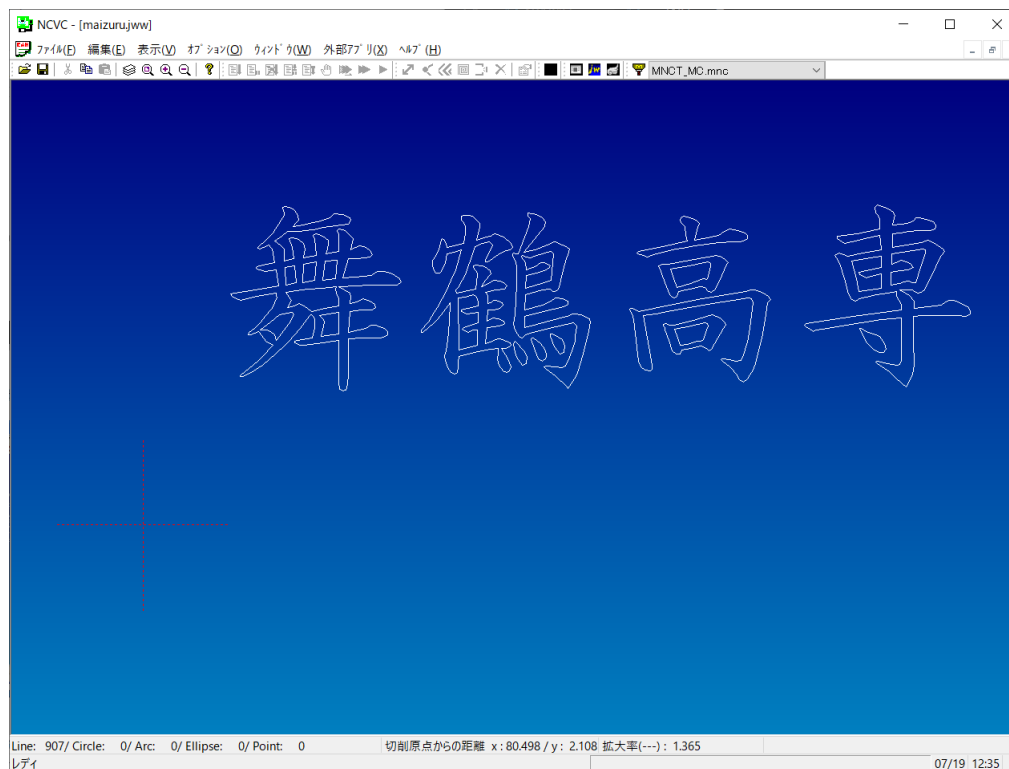 NCVC - [maizuru.jww]
ファイル(F) 編集(E) 表示(V) オプション(O) ウィンドウ(W) 外部アプリ(X) ヘルプ(H)
MNCT_MC.mnc
舞鶴高専
Line: 907/ Circle: 0/ Arc: 0/ Ellipse: 0/ Point: 0 切削原点からの距離 x : 80.498 / y : 2.108 拡大率(---) : 1.365
レディ 07/19 12:35